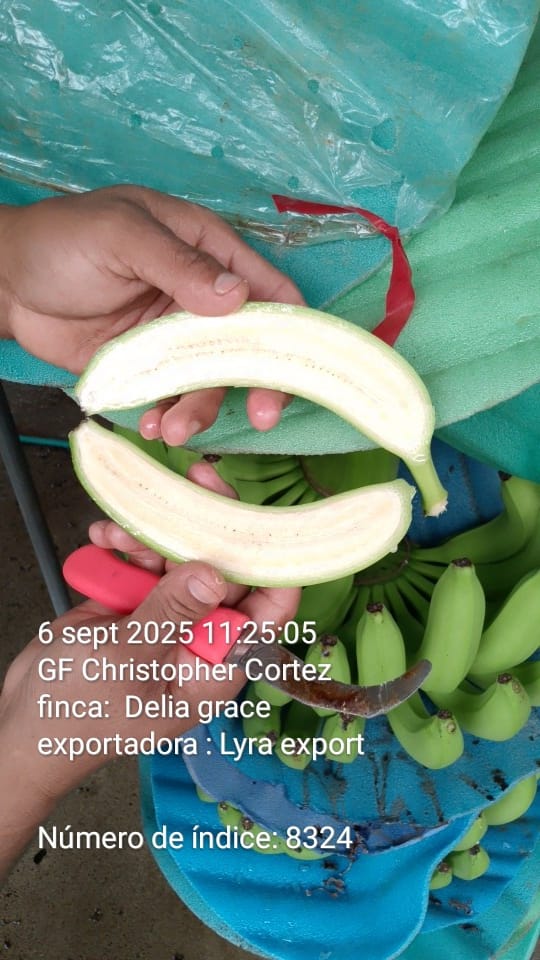 6 sept 2025 11:25:05
GF Christopher Cortez
finca:  Delia grace
exportadora : Lyra export
Número de índice: 8324